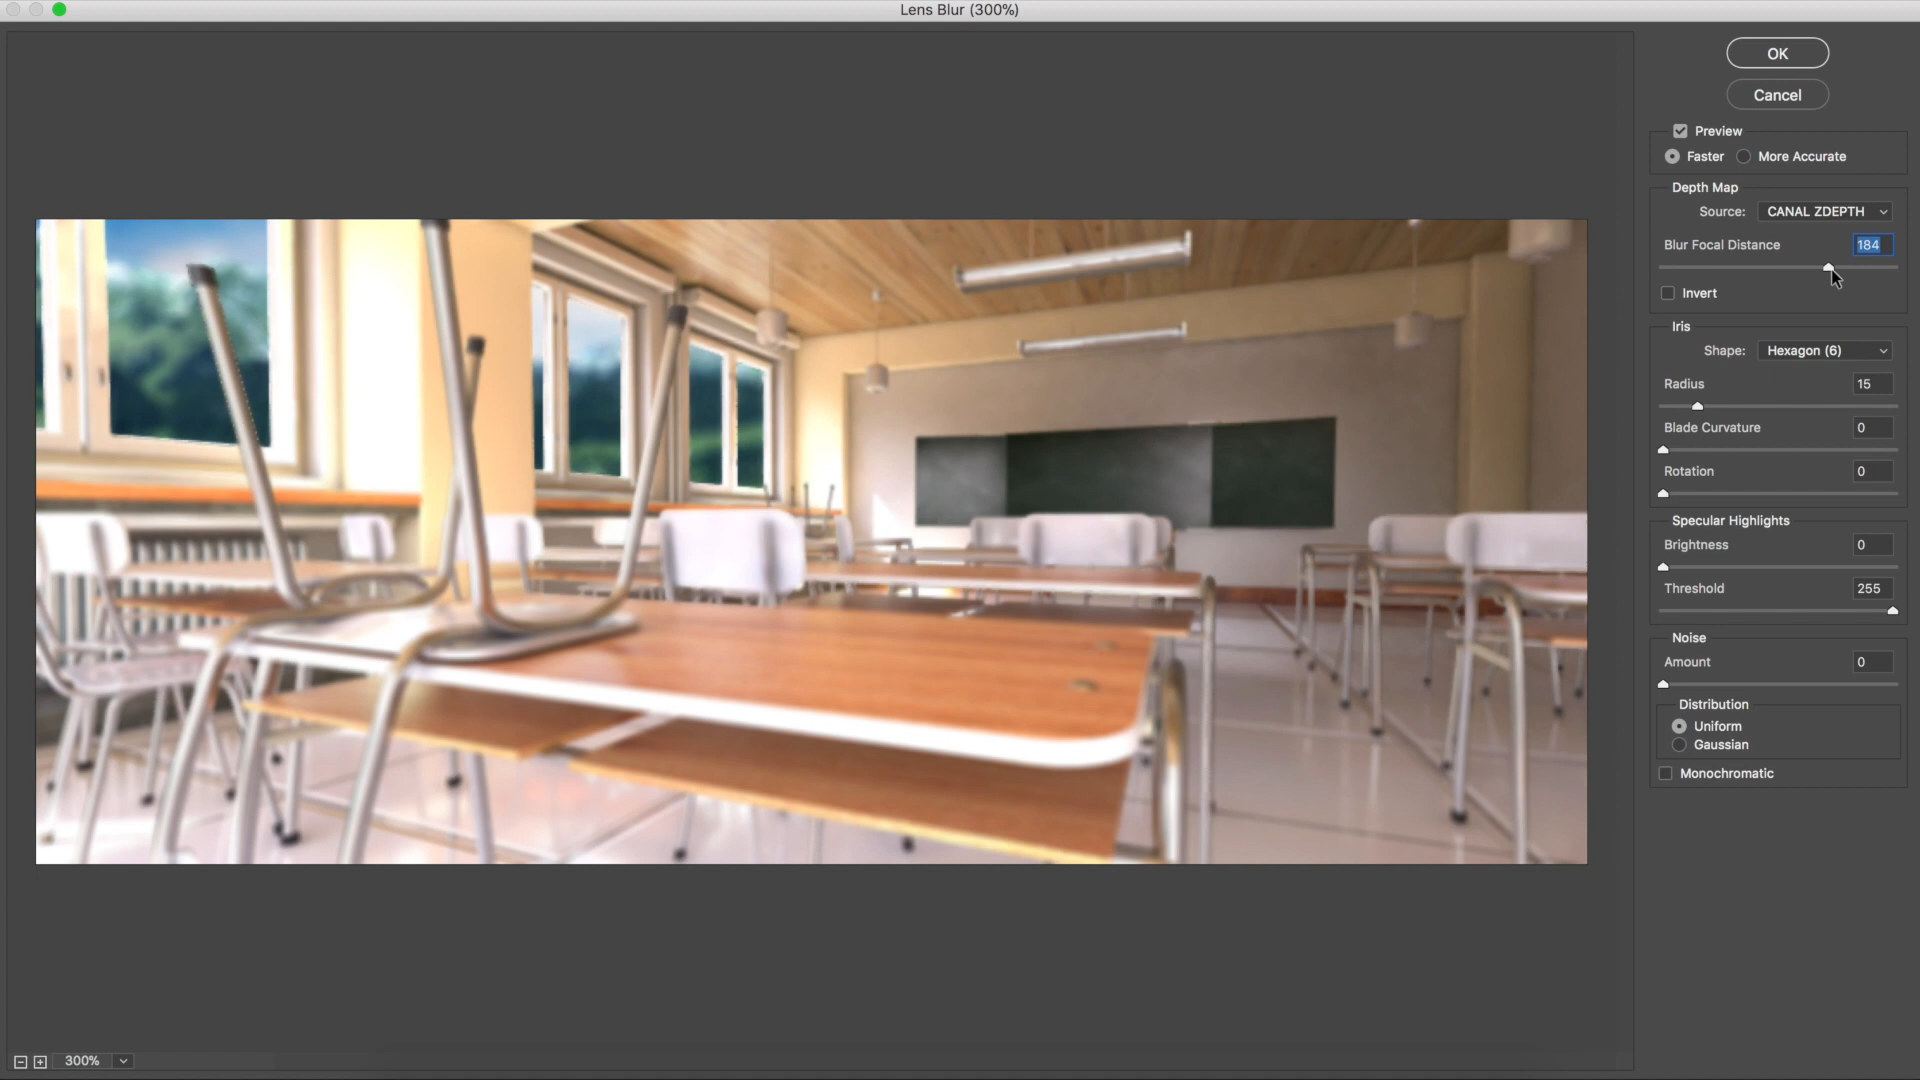 Lens Blur (300%)
OK
Cancel
Preview
Faster More Accurate
Depth Map
Source: CANAL ZDEPTH
Blur Focal Distance 184
Invert
Iris
Shape: Hexagon (6)
Radius 15
Blade Curvature 0
Rotation 0
Specular Highlights
Brightness 0
Threshold 255
Noise
Amount 0
Distribution
Uniform
Gaussian
Monochromatic
300%